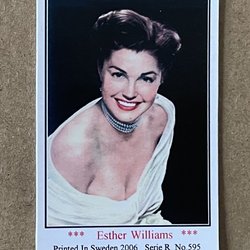 *** Esther Williams ***
Printed In Sweden 2006 Serie R No.595